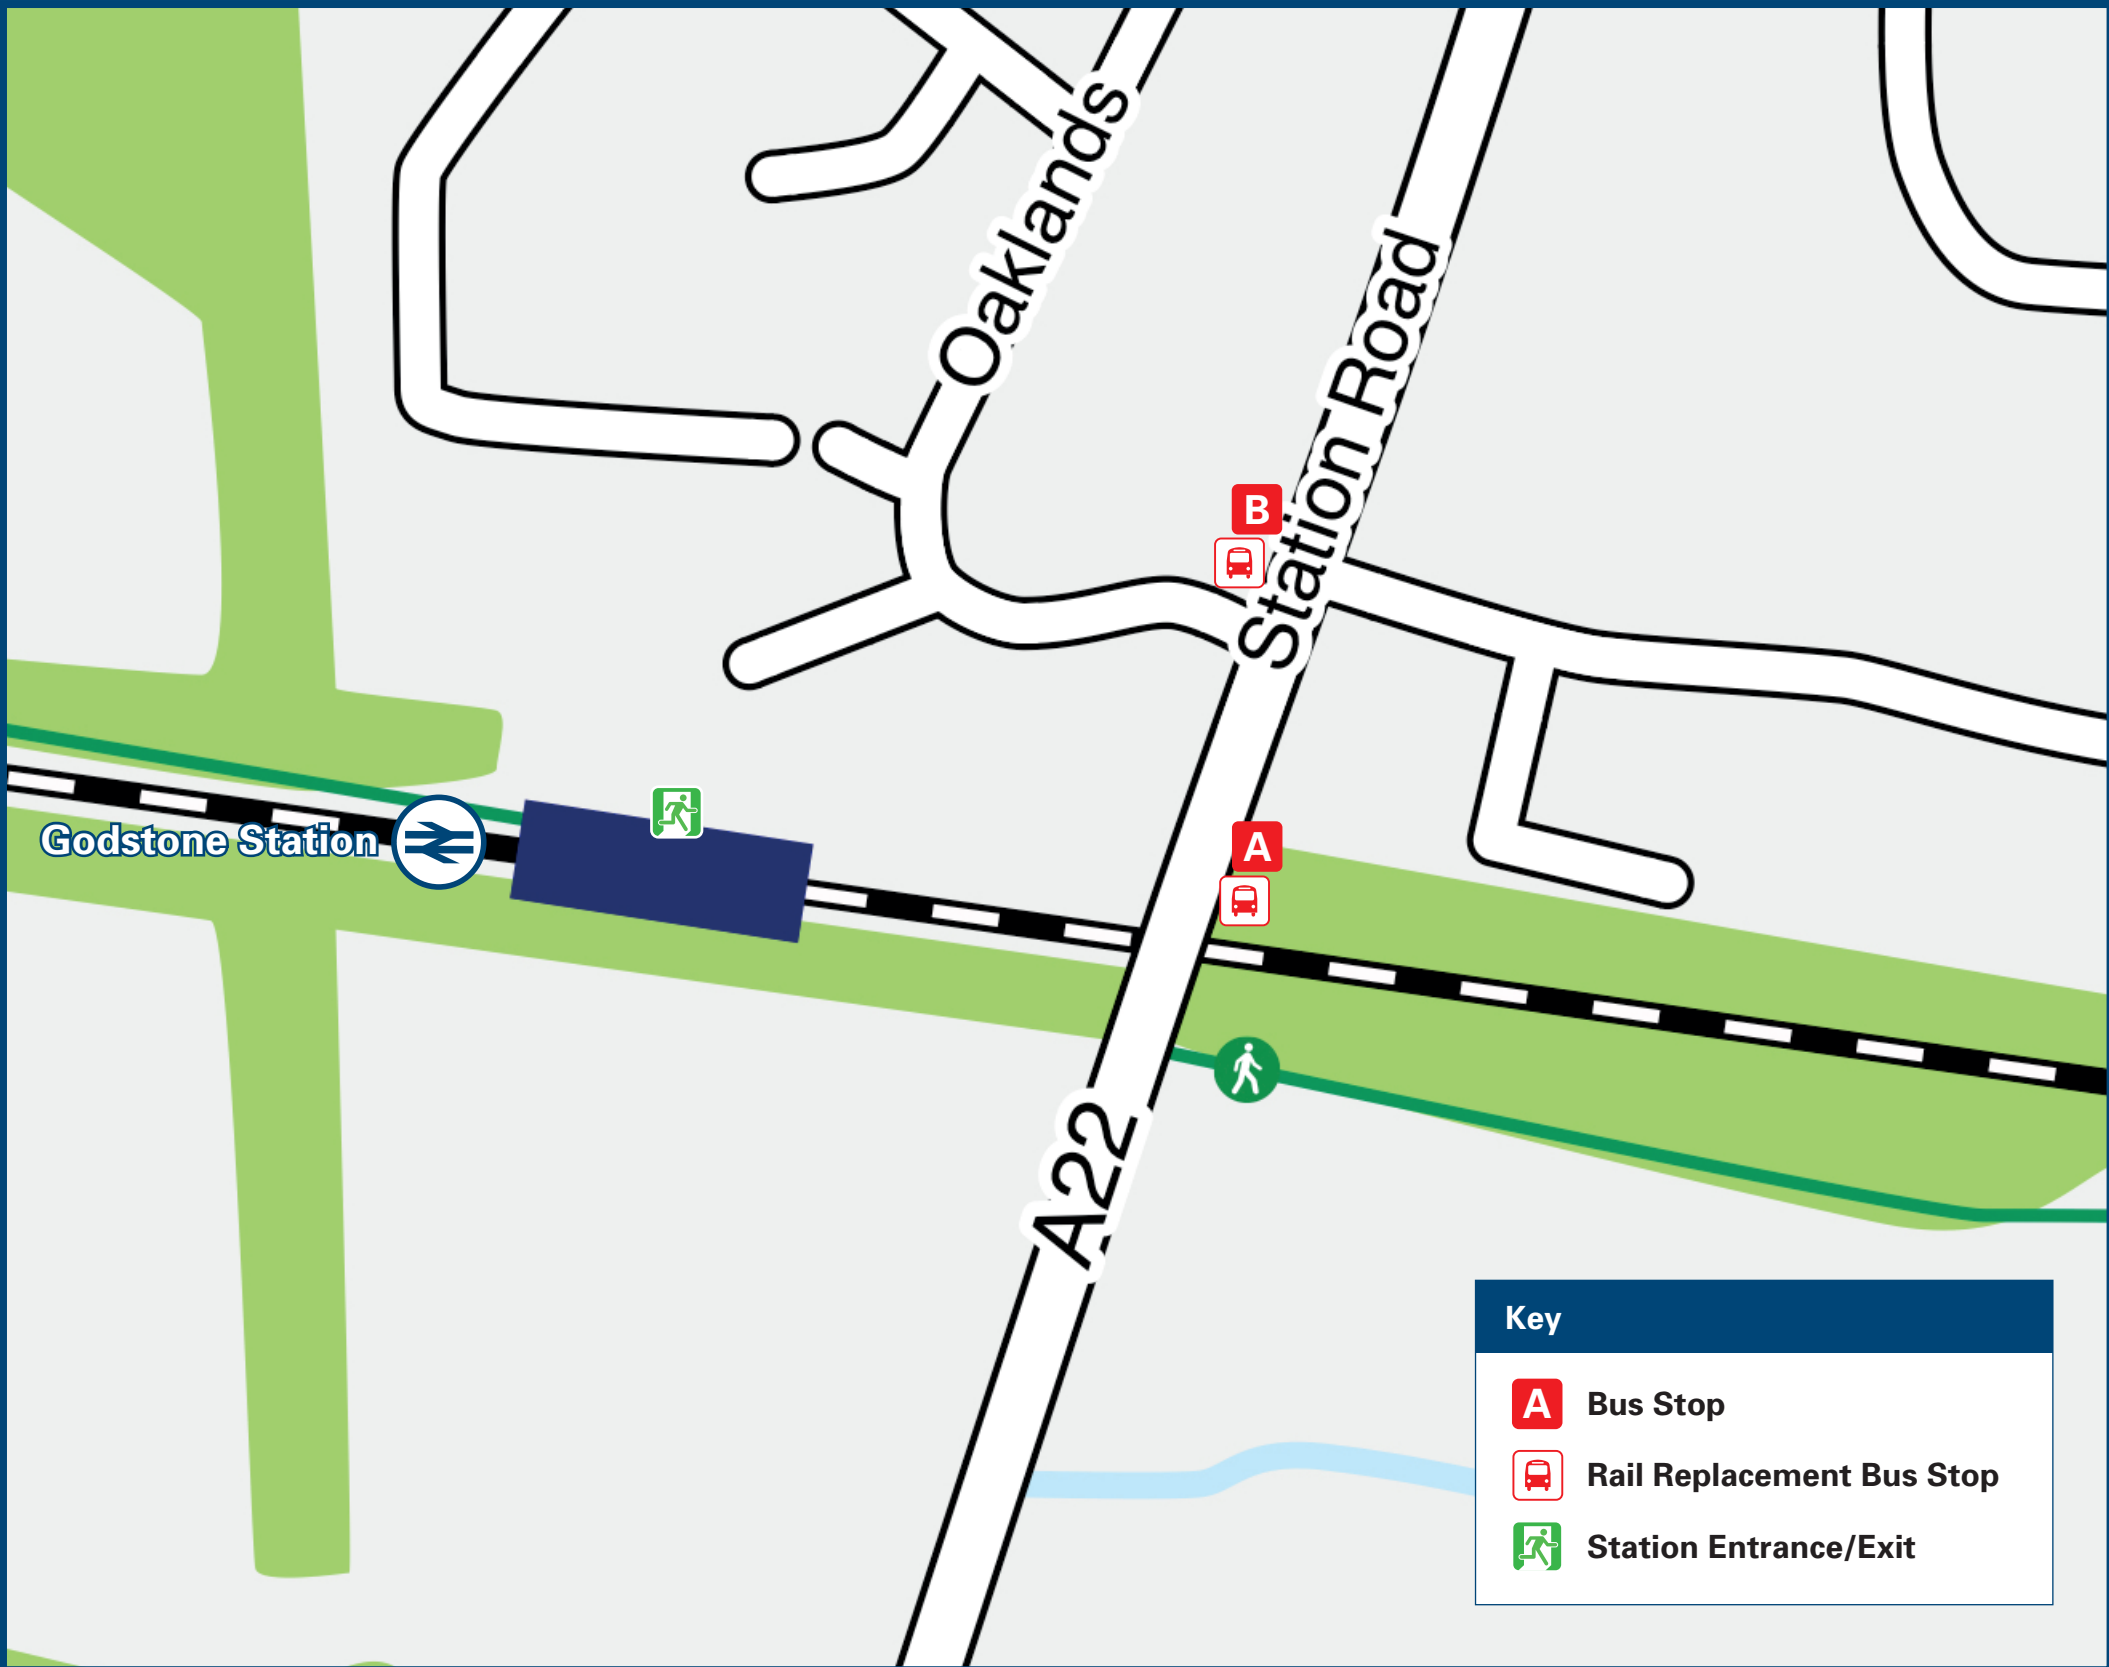 Oaklands
Station Road
B
A
Godstone Station
A22
Key
A Bus Stop
Rail Replacement Bus Stop
Station Entrance/Exit